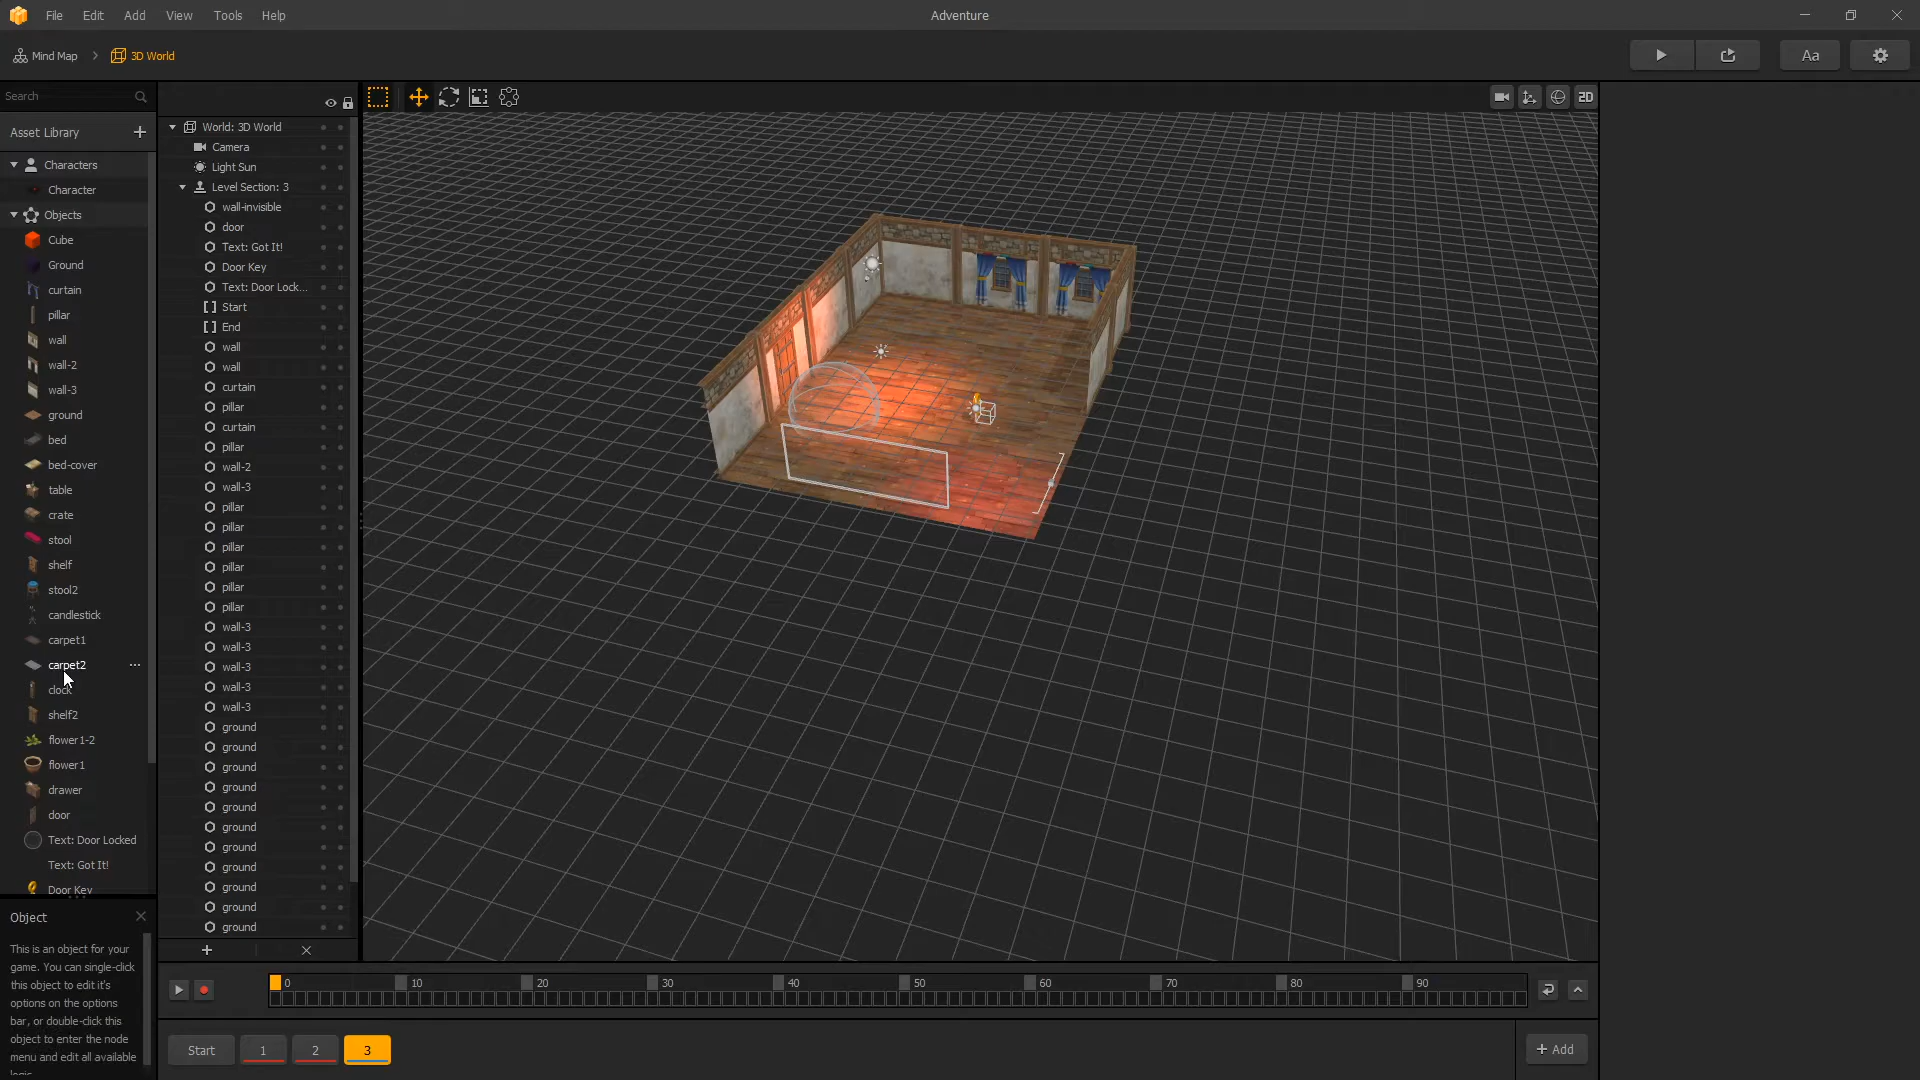 File Edit Add View Tools Help
Adventure
Mind Map
3D World
Aa
Search
Asset Library
Characters
Character
Objects
Cube
Ground
curtain
pillar
wall
wall-2
wall-3
ground
bed
bed-cover
table
crate
stool
shelf
stool2
candlestick
carpet1
carpet2
clock
shelf2
flower1-2
flower1
drawer
door
Text: Door Locked
Text: Got It!
Door Key
Object
This is an object for your
game. You can single-click
this object to edit it's
options on the options
bar, or double-click this
object to enter the node
menu and edit all available
World: 3D World
Camera
Light Sun
Level Section: 3
wall-invisible
door
Text: Got It!
Door Key
Text: Door Lock...
Start
End
wall
wall
curtain
pillar
curtain
pillar
wall-2
wall-3
pillar
pillar
pillar
pillar
pillar
pillar
wall-3
wall-3
wall-3
wall-3
wall-3
ground
ground
ground
ground
ground
ground
ground
ground
ground
ground
ground
2D
0 10 20 30 40 50 60 70 80 90
Start 1 2 3
+ Add